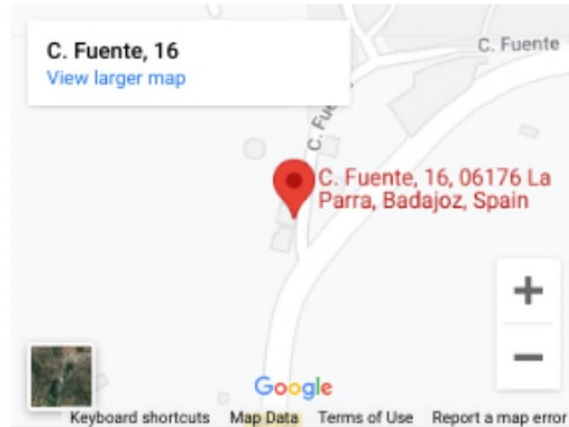 C. Fuente, 16
View larger map
C. Fuente
C. Fue
C. Fuente, 16, 06176 La
Parra, Badajoz, Spain
+
−
Google
Keyboard shortcuts Map Data Terms of Use Report a map error